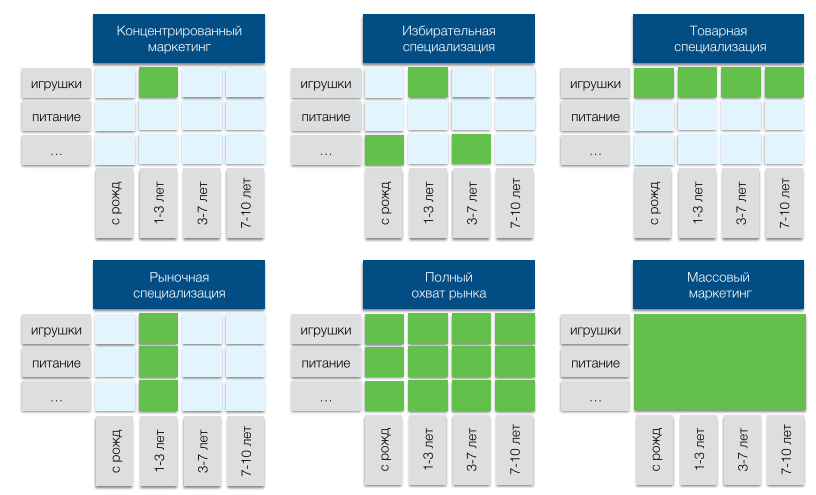 Концентрированный
маркетинг
игрушки
питание
...
с рожд
1-3 лет
3-7 лет
7-10 лет
Избирательная
специализация
игрушки
питание
...
с рожд
1-3 лет
3-7 лет
7-10 лет
Товарная
специализация
игрушки
питание
...
с рожд
1-3 лет
3-7 лет
7-10 лет
Рыночная
специализация
игрушки
питание
...
с рожд
1-3 лет
3-7 лет
7-10 лет
Полный
охват рынка
игрушки
питание
...
с рожд
1-3 лет
3-7 лет
7-10 лет
Массовый
маркетинг
игрушки
питание
...
с рожд
1-3 лет
3-7 лет
7-10 лет